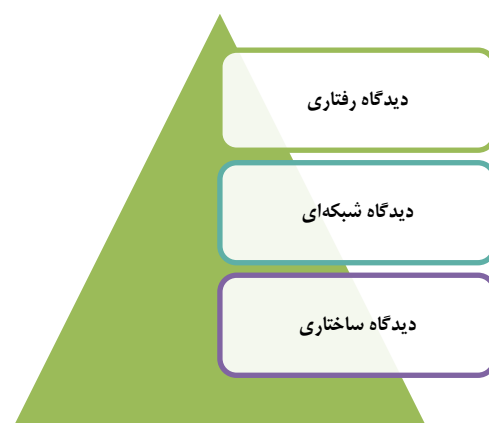 دیدگاه رفتاری
دیدگاه شبکه‌ای
دیدگاه ساختاری